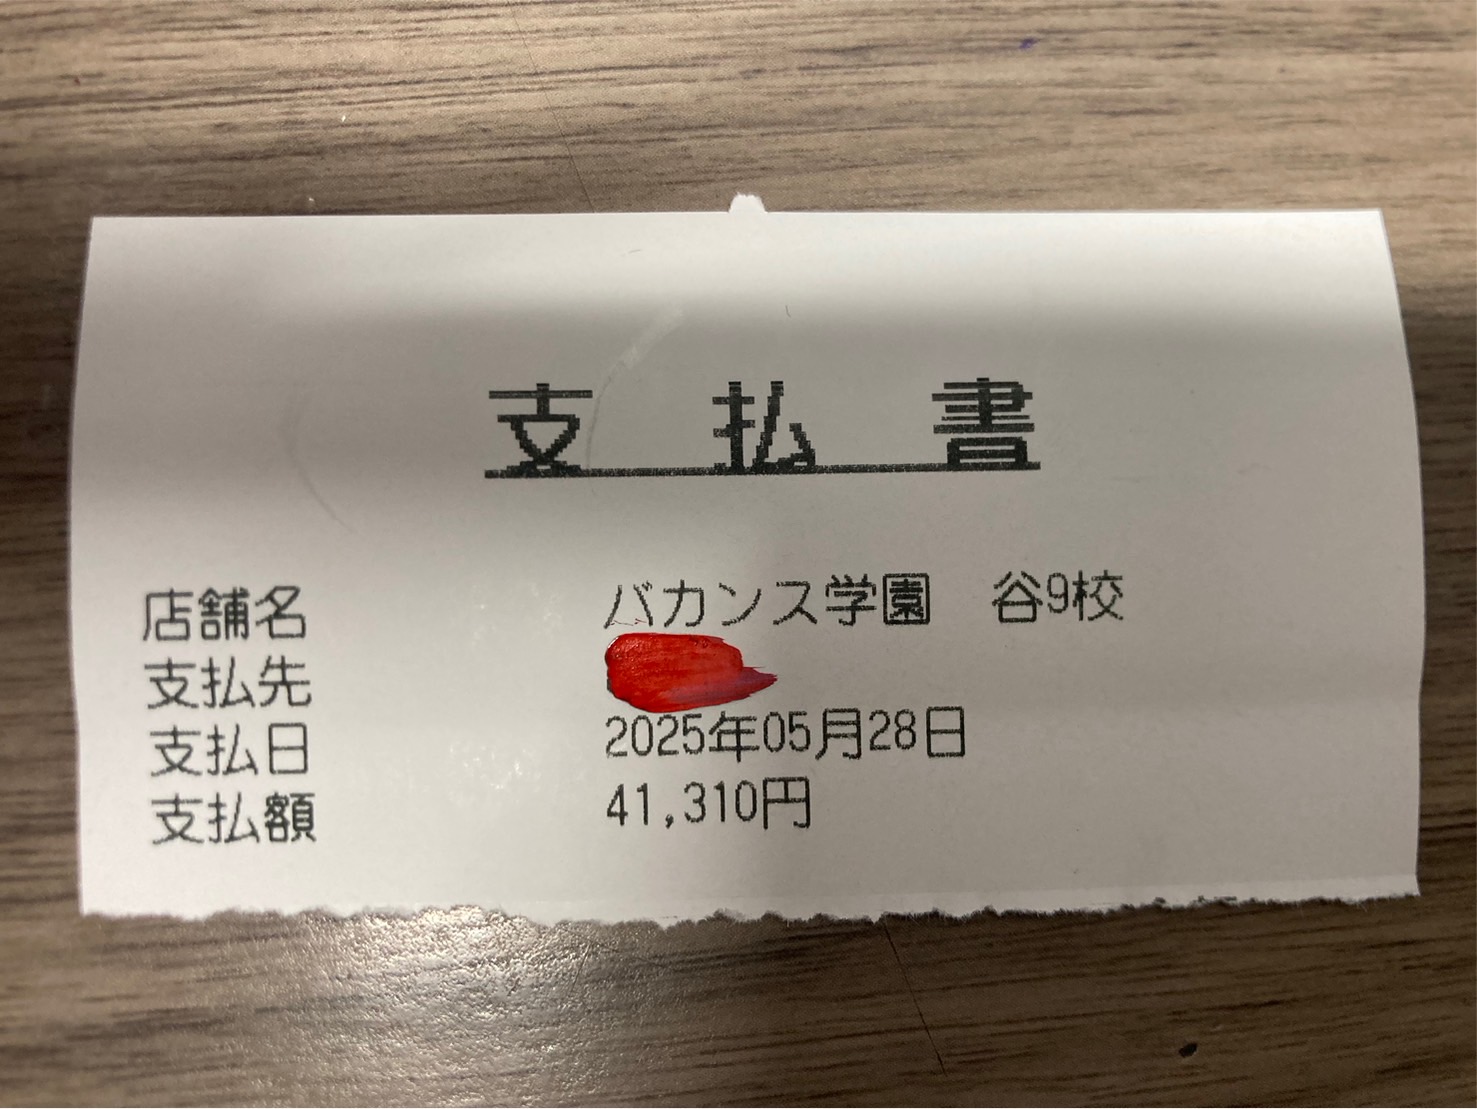 支払書
店舗名 バカンス学園 谷9校
支払先
支払日 2025年05月28日
支払額 41,310円